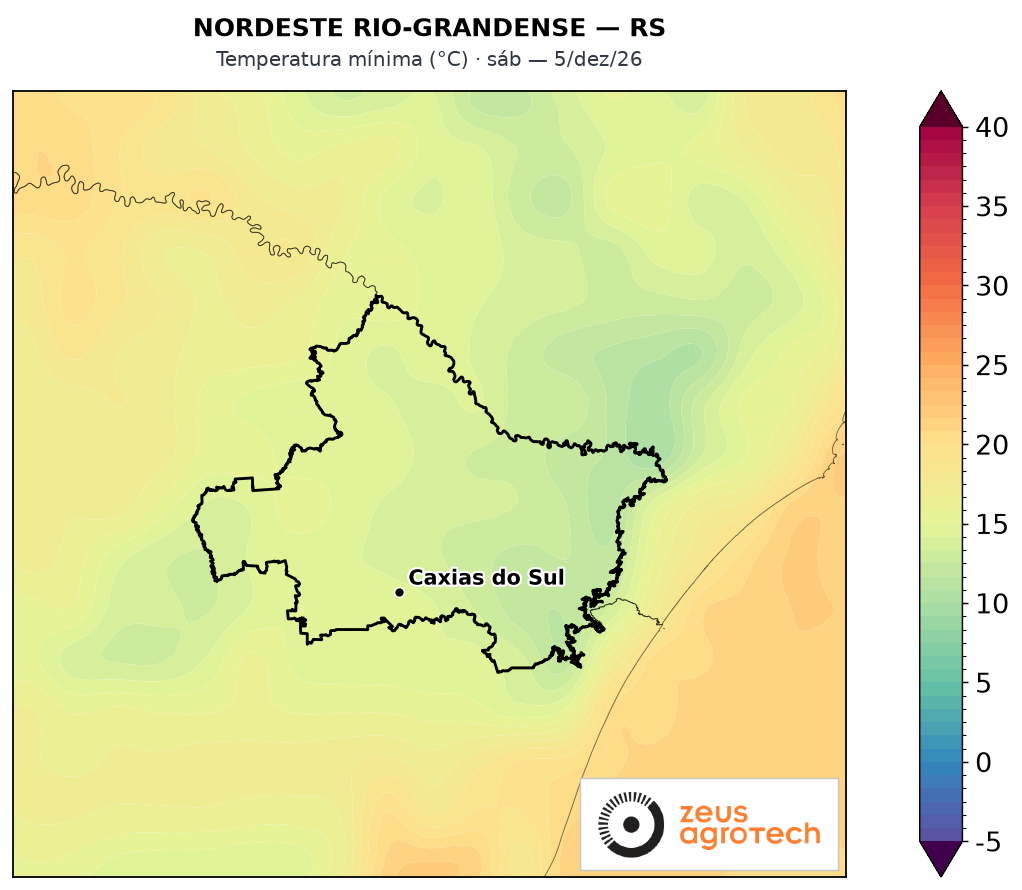 NORDESTE RIO-GRANDENSE — RS
Temperatura mínima (°C) · sáb — 5/dez/26
40
35
30
25
20
15
10
5
0
-5
Caxias do Sul
zeus
agrotech